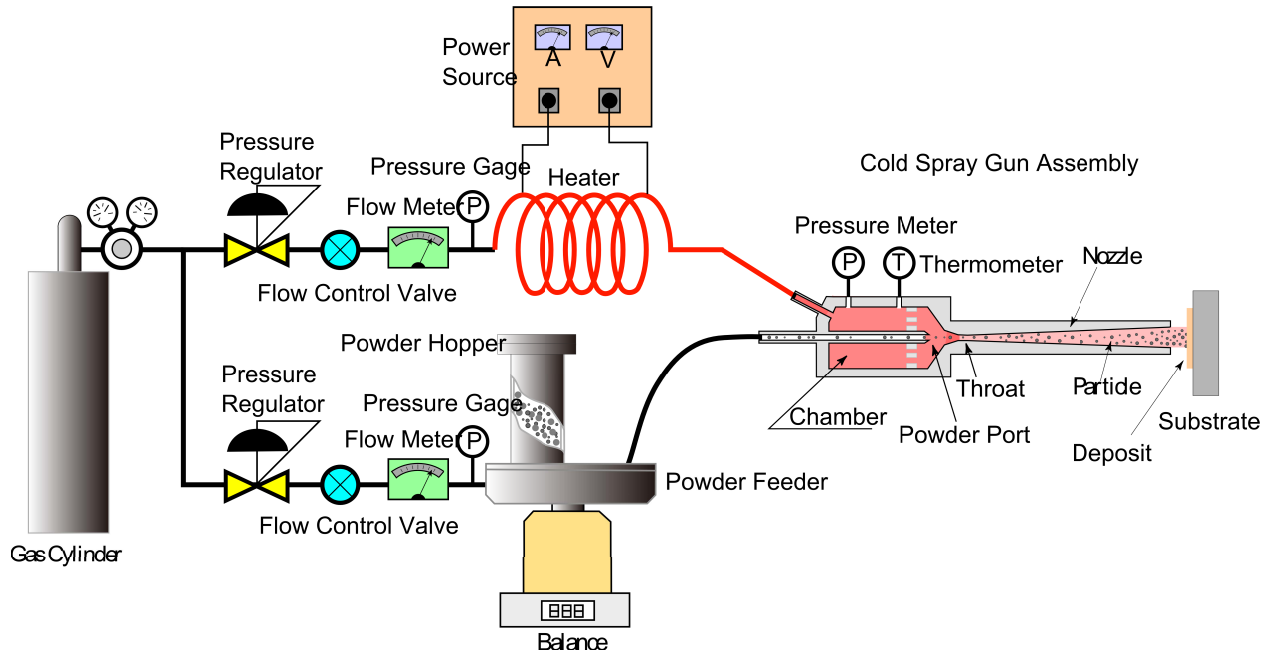 Power
Source
A
V
Pressure
Regulator
Pressure Gage
Flow Meter
P
Heater
Flow Control Valve
Cold Spray Gun Assembly
Pressure Meter
P
T
Thermometer
Nozzle
Powder Hopper
Pressure
Regulator
Pressure Gage
Flow Meter
P
Flow Control Valve
Powder Feeder
Chamber
Powder Port
Throat
Partide
Deposit
Substrate
Gas Cylinder
888
Balance